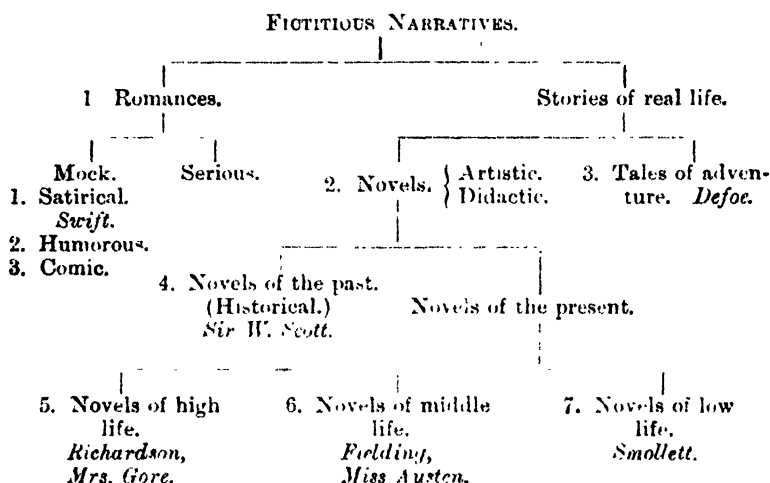 FICTITIOUS NARRATIVES.
1 Romances.
Stories of real life.
Mock.
1. Satirical.
Swift.
2. Humorous.
3. Comic.
Serious.
2. Novels. { Artistic.
Didactic.
3. Tales of adven-
ture. Defoe.
4. Novels of the past.
(Historical.)
Sir W. Scott.
Novels of the present.
5. Novels of high
life.
Richardson,
Mrs. Gore.
6. Novels of middle
life.
Fielding,
Miss Austen.
7. Novels of low
life.
Smollett.